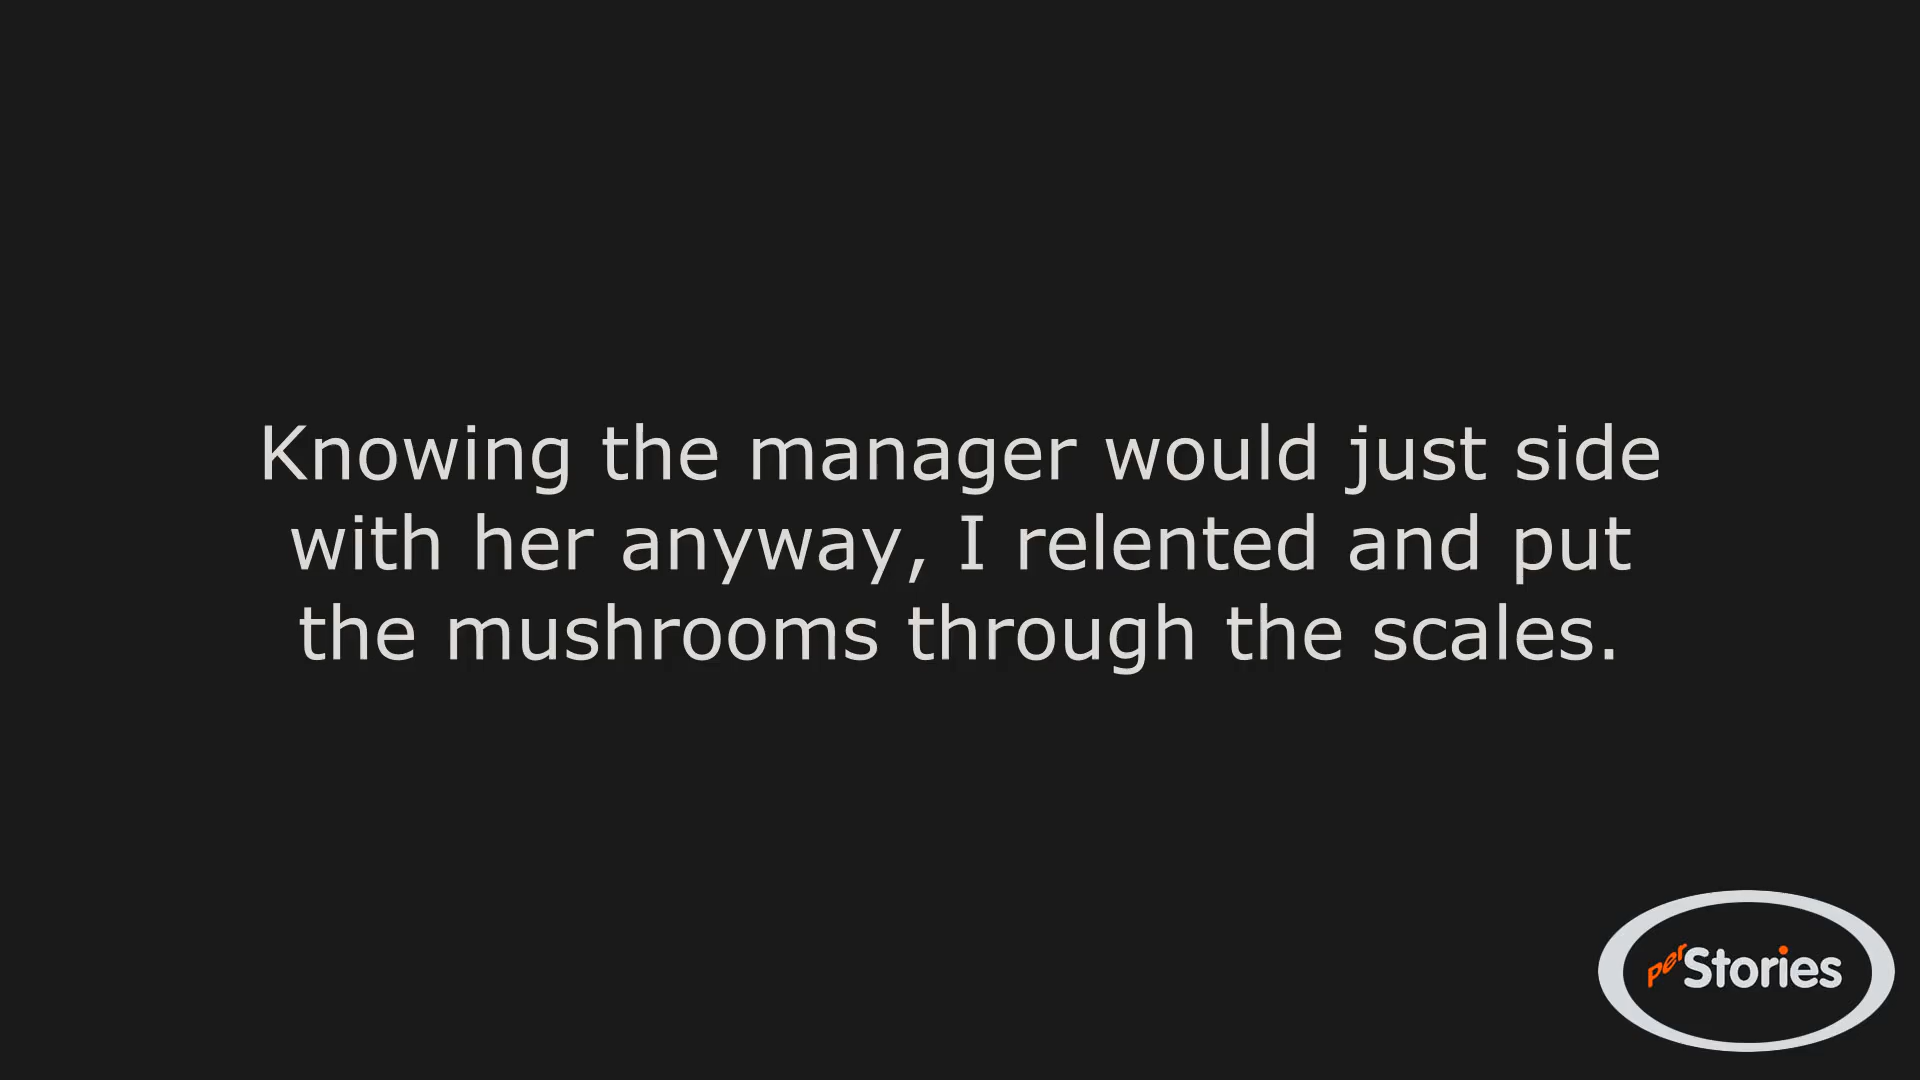 Knowing the manager would just side
with her anyway, I relented and put
the mushrooms through the scales.
perStories